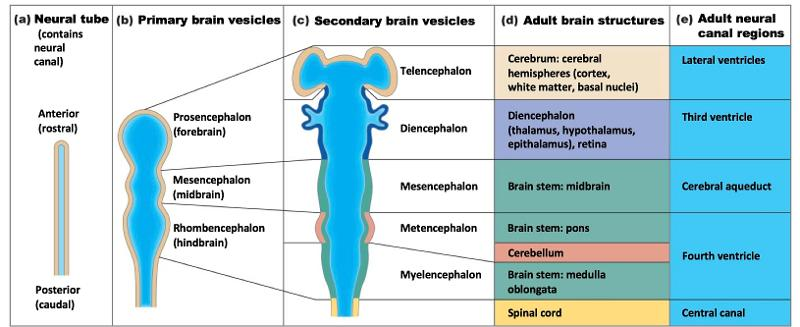 (a) Neural tube
(contains
neural
canal)
Anterior
(rostral)
Posterior
(caudal)
(b) Primary brain vesicles
Prosencephalon
(forebrain)
Mesencephalon
(midbrain)
Rhombencephalon
(hindbrain)
(c) Secondary brain vesicles
Telencephalon
Diencephalon
Mesencephalon
Metencephalon
Myelencephalon
(d) Adult brain structures
Cerebrum: cerebral
hemispheres (cortex,
white matter, basal nuclei)
Diencephalon
(thalamus, hypothalamus,
epithalamus), retina
Brain stem: midbrain
Brain stem: pons
Cerebellum
Brain stem: medulla
oblongata
Spinal cord
(e) Adult neural
canal regions
Lateral ventricles
Third ventricle
Cerebral aqueduct
Fourth ventricle
Central canal